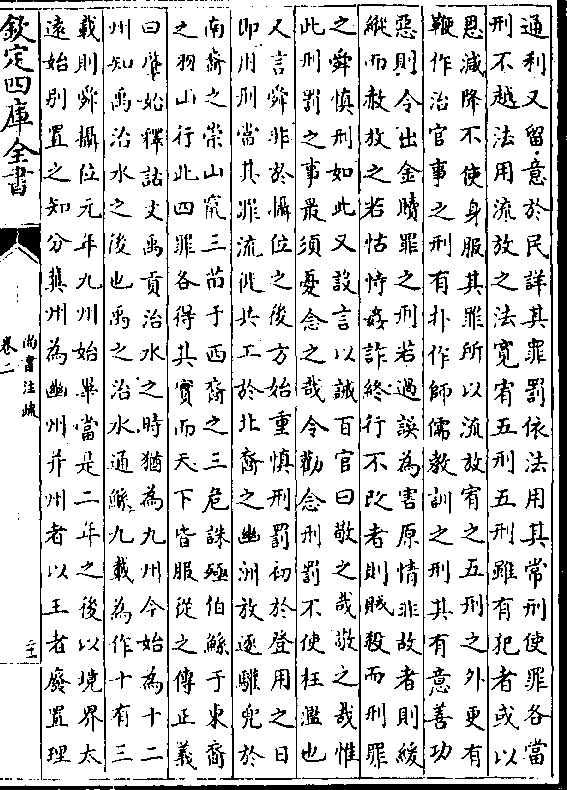 通利又留意於民詳其罪罰依法用其常刑使罪各當
刑不越法用流放之法寛宥五刑五刑雖有犯者或以
恩減降不使身服其罪所以流放宥之五刑之外更有
鞭作治官事之刑有扑作師儒教訓之刑其有意善功
惡則令出金贖罪之刑若過誤為害原情非故者則緩
縱而赦放之若怙恃姦詐終行不改者則賊殺而刑罪
之舜慎刑如此又設言以誡百官曰敬之哉敬之哉惟
此刑罰之事最須憂念之哉令勤念刑罰不使枉濫也
又言舜非於攝位之後方始重慎刑罰初於登用之日
即用刑當其罪流徙共工於北裔之幽洲放逐驩兜於
南裔之崇山竄三苗于西裔之三危誅殛伯鯀于東裔
之羽山行此四罪各得其實而天下皆服從之傳正義
曰肇始釋詁文禹貢治水之時猶為九州今始為十二
州知禹治水之後也禹之治水通鯀九載為作十有三
載則舜攝位元年九州始畢當是二年之後以境界太
遠始別置之知分冀州為幽州并州者以王者廢置理
欽定四庫全書
尚書注疏
卷二